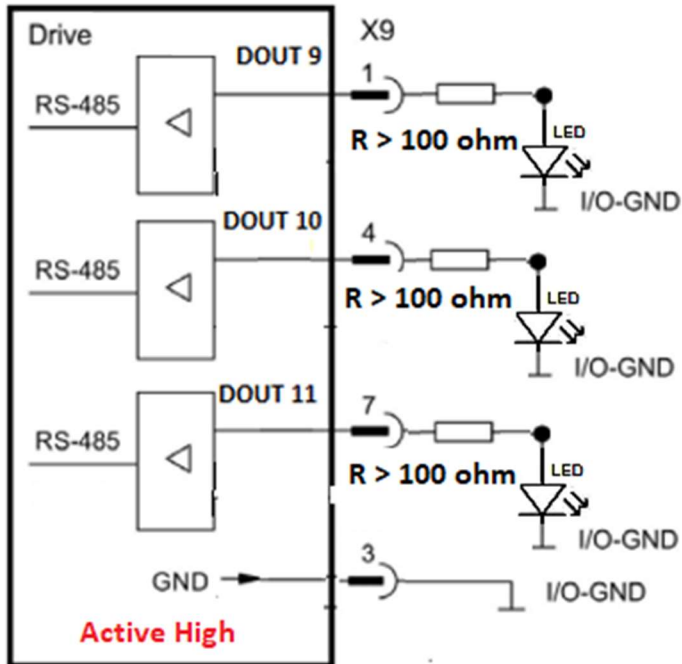 Drive
X9
DOUT 9
1
RS-485
R > 100 ohm
LED
I/O-GND
DOUT 10
4
RS-485
R > 100 ohm
LED
I/O-GND
DOUT 11
7
RS-485
R > 100 ohm
LED
I/O-GND
3
GND
I/O-GND
Active High